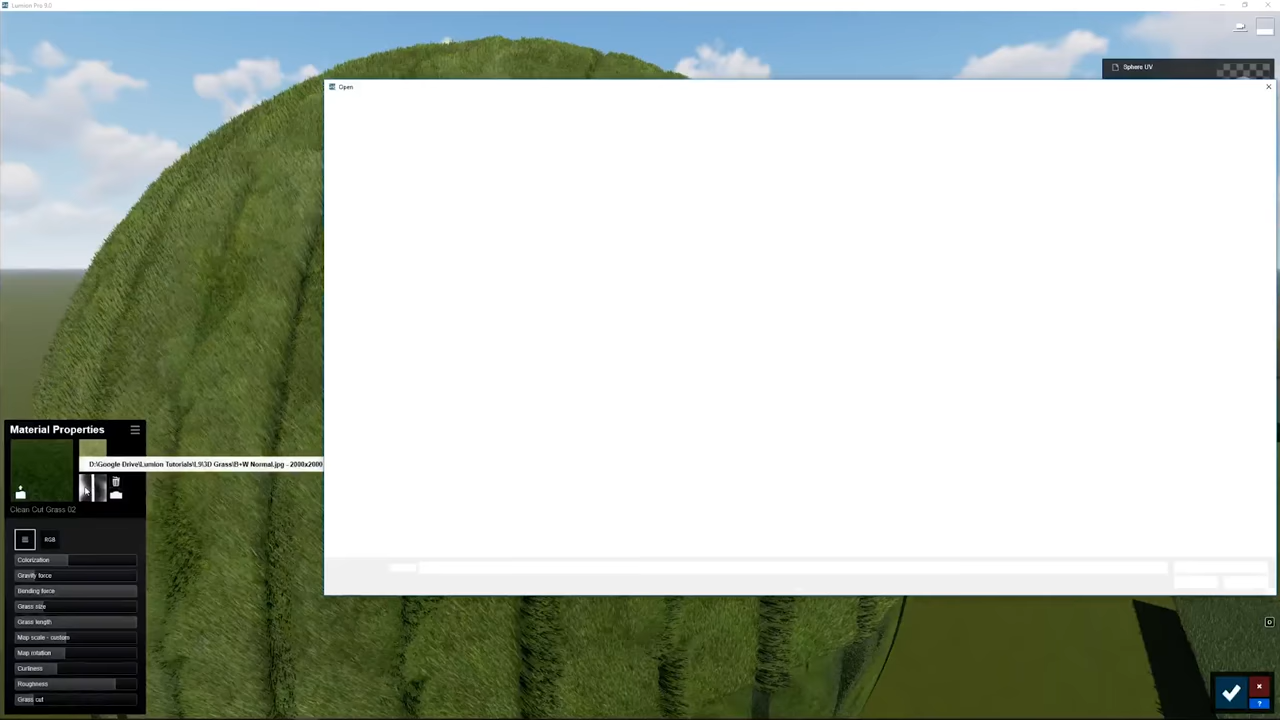 Lumion Pro 9.0
Sphere UV
Open
Material Properties
D:\Google Drive\Lumion Tutorials\L9\3D Grass\B+W Normal.jpg - 2000x2000
Clean Cut Grass 02
RGB
Colorization
Gravity force
Bending force
Grass size
Grass length
Map scale - custom
Map rotation
Curliness
Roughness
Grass cut
D
?